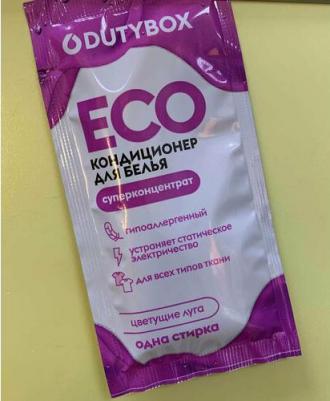 DUTYBOX
ECO
КОНДИЦИОНЕР
ДЛЯ БЕЛЬЯ
суперконцентрат
гипоаллергенный
устраняет статическое
электричество
для всех типов ткани
цветущие луга
одна стирка